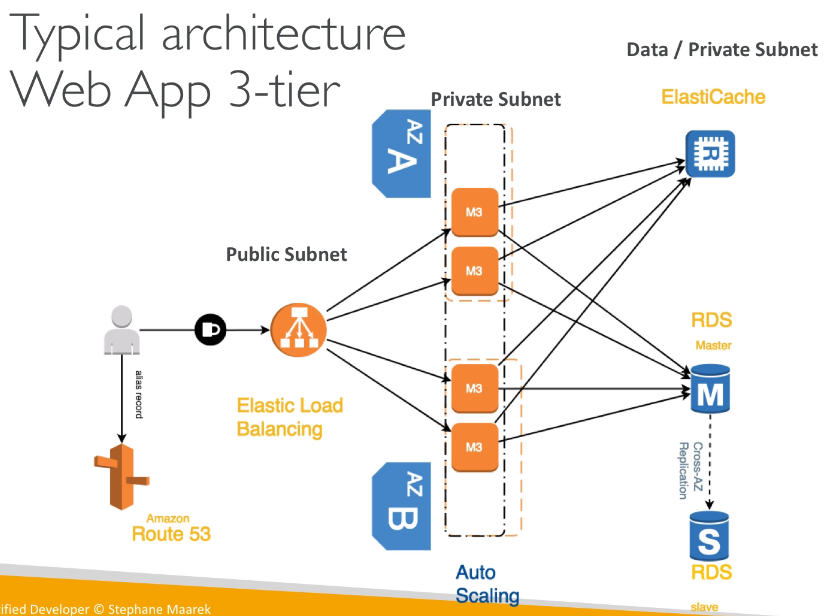 Typical architecture
Web App 3-tier
Data / Private Subnet
Private Subnet
ElastiCache
AZ
A
R
M3
M3
Public Subnet
alias record
Elastic Load
Balancing
RDS
Master
M
M3
M3
Cross-AZ
Replication
AZ
B
S
RDS
slave
Amazon
Route 53
Auto
Scaling
tified Developer © Stephane Maarek